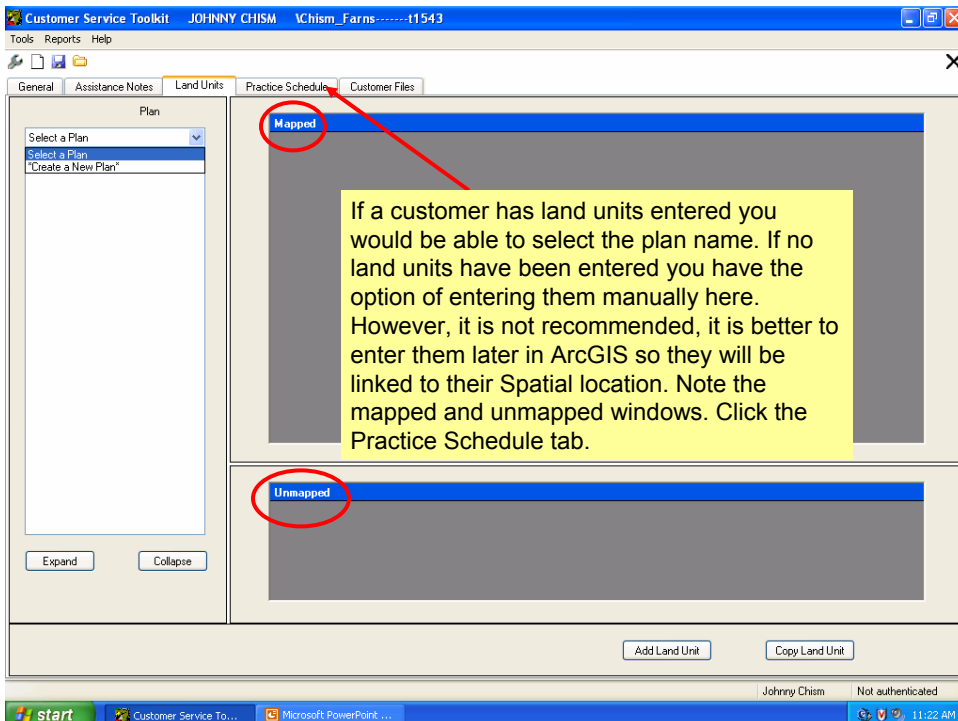 Customer Service Toolkit JOHNNY CHISM \Chism_Farns-------t1543
Tools Reports Help
General Assistance Notes Land Units Practice Schedule Customer Files
Plan
Select a Plan
Select a Plan
"Create a New Plan"
Mapped
If a customer has land units entered you
would be able to select the plan name. If no
land units have been entered you have the
option of entering them manually here.
However, it is not recommended, it is better to
enter them later in ArcGIS so they will be
linked to their Spatial location. Note the
mapped and unmapped windows. Click the
Practice Schedule tab.
Unmapped
Expand Collapse
Add Land Unit Copy Land Unit
Johnny Chism Not authenticated
start Customer Service To... Microsoft PowerPoint ... 11:22 AM